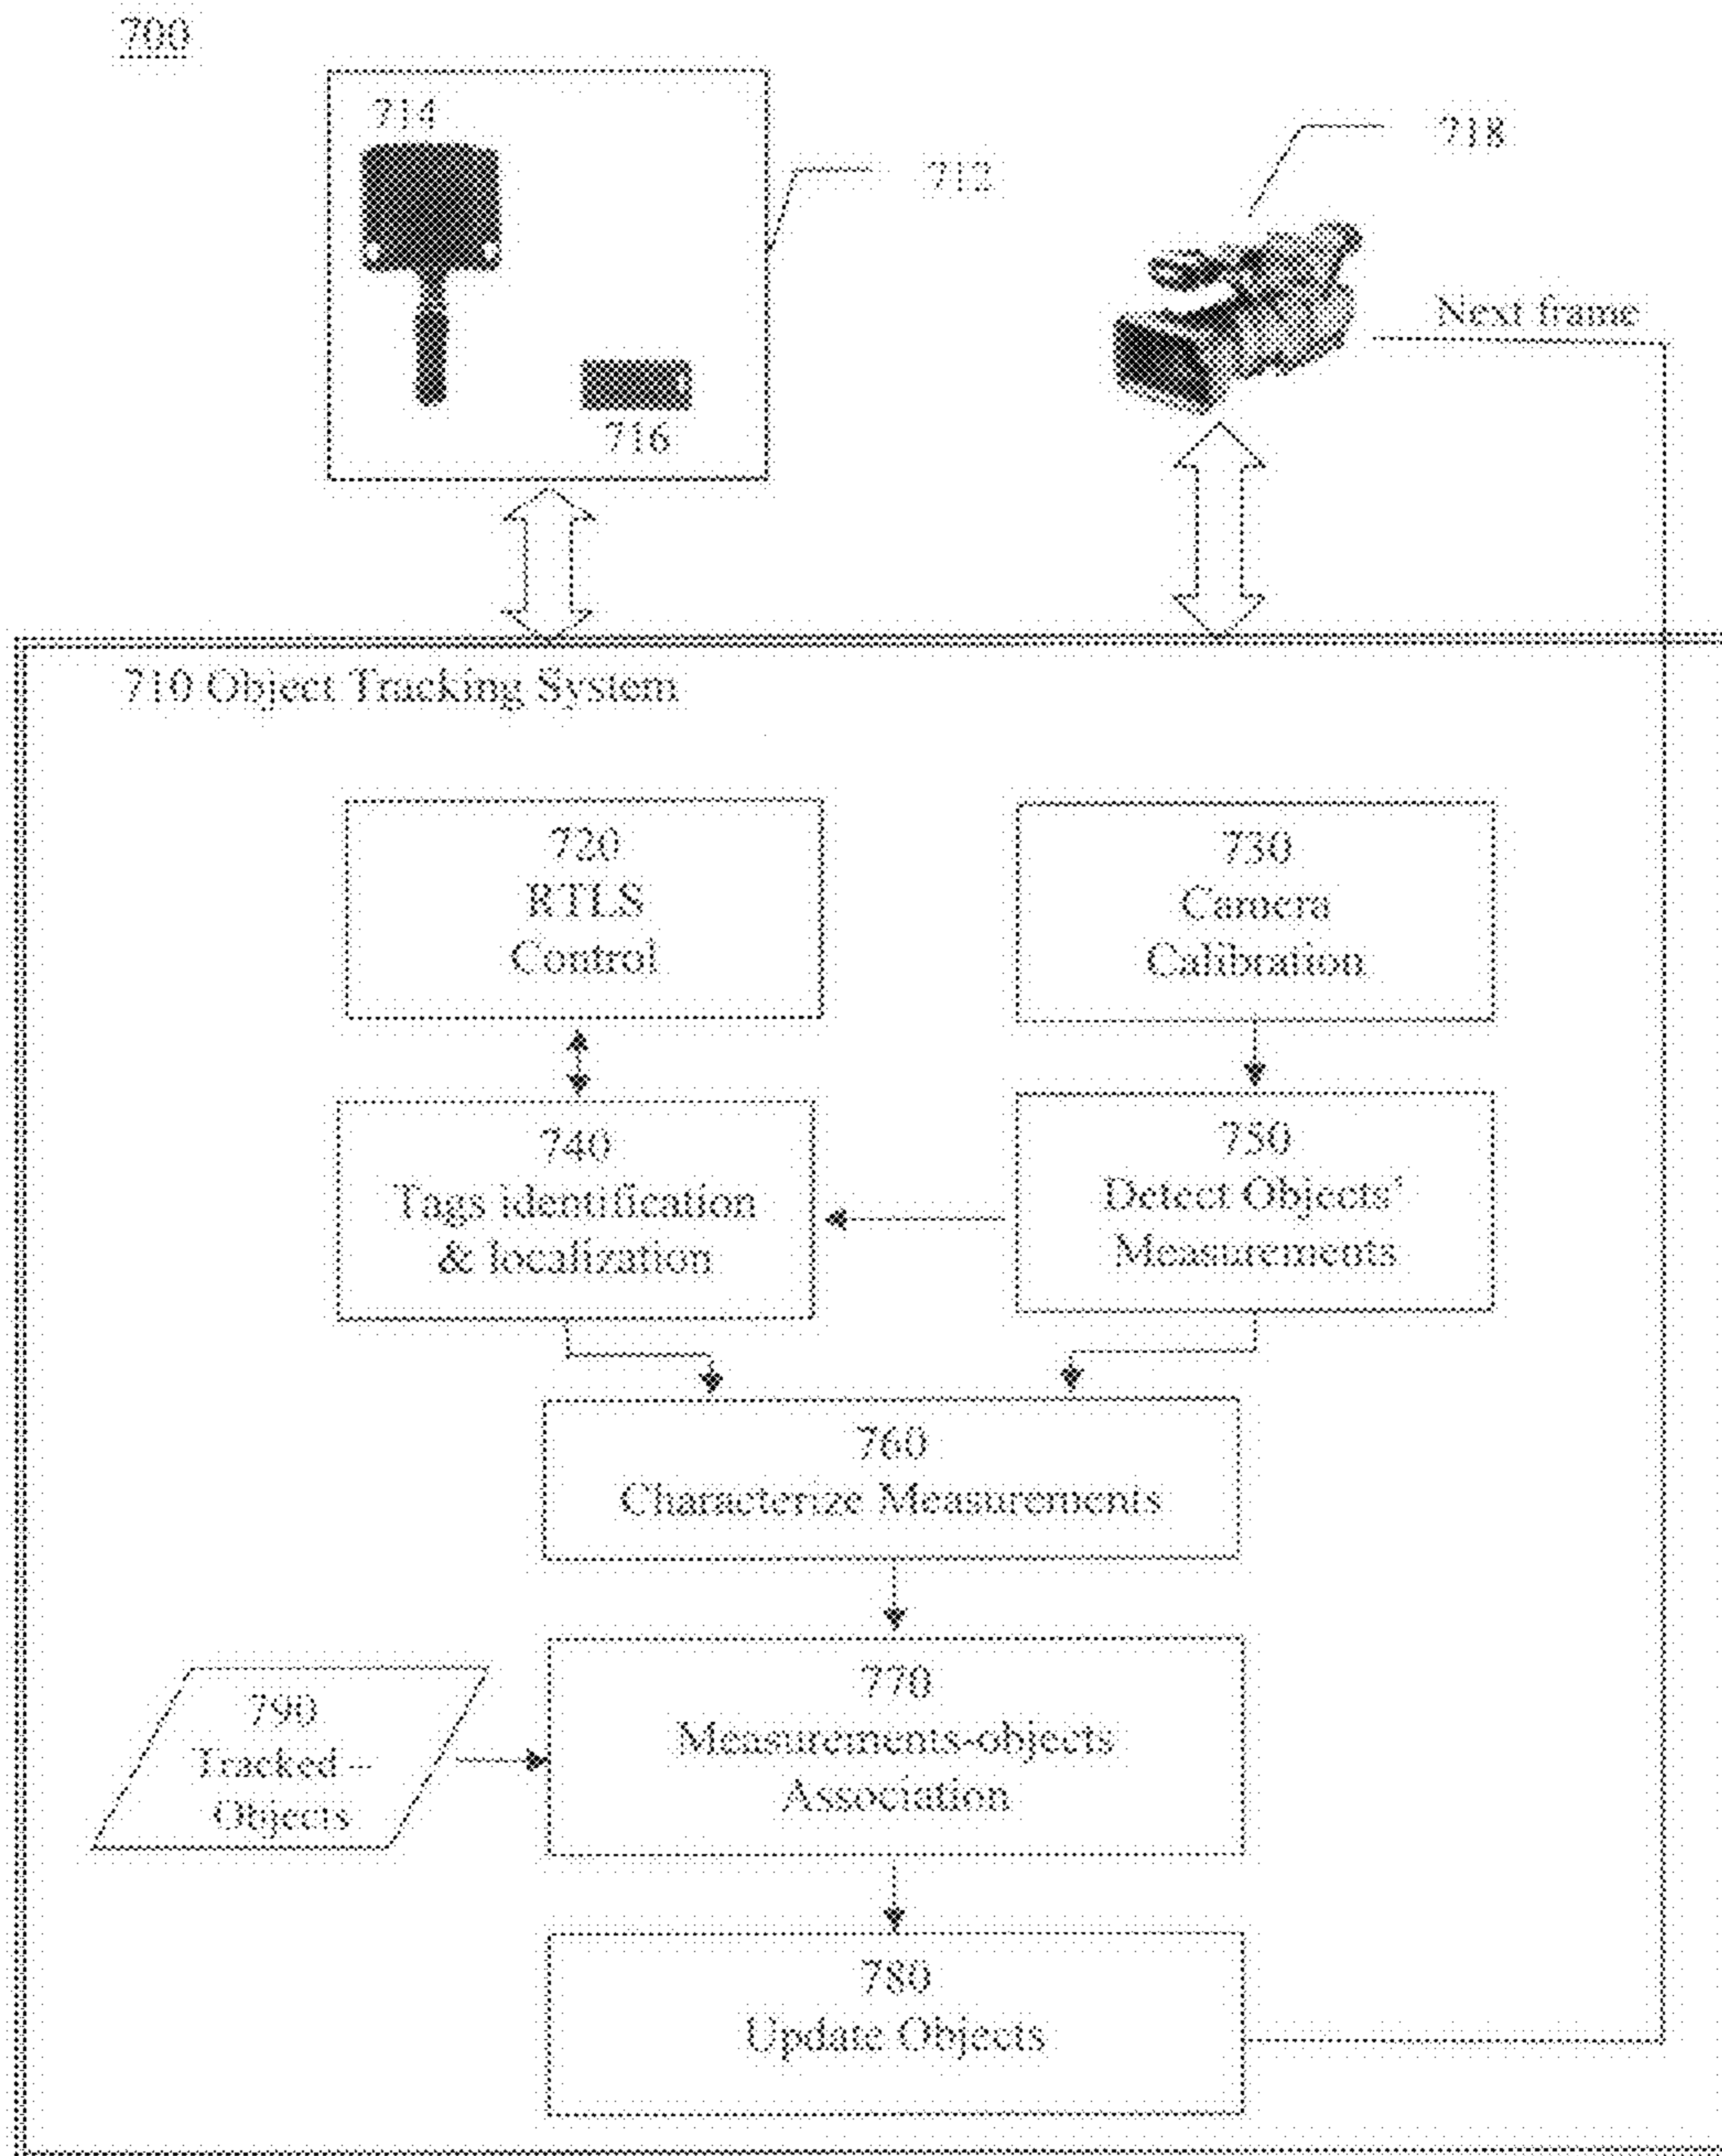 700
714
712
718
Next frame
716
710 Object Tracking System
720
RTLS
Control
730
Camera
Calibration
740
Tags identification
& localization
750
Detect Objects'
Measurements
760
Characterize Measurements
770
Measurements-objects
Association
790
Tracked –
Objects
780
Update Objects